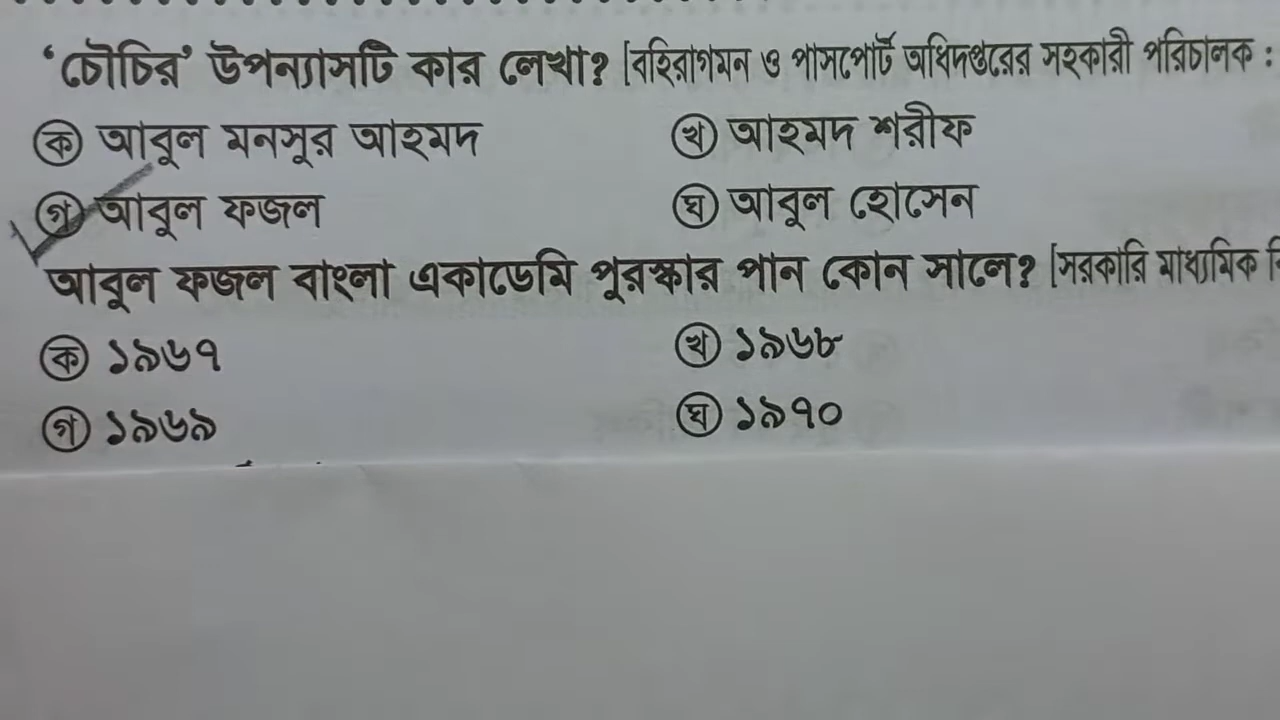 ‘চৌচির’ উপন্যাসটি কার লেখা? [বহিরাগমন ও পাসপোর্ট অধিদপ্তরের সহকারী পরিচালক :
ক আবুল মনসুর আহমদ খ আহমদ শরীফ
গ আবুল ফজল ঘ আবুল হোসেন
আবুল ফজল বাংলা একাডেমি পুরস্কার পান কোন সালে? [সরকারি মাধ্যমিক
ক ১৯৬৭ খ ১৯৬৮
গ ১৯৬৯ ঘ ১৯৭০